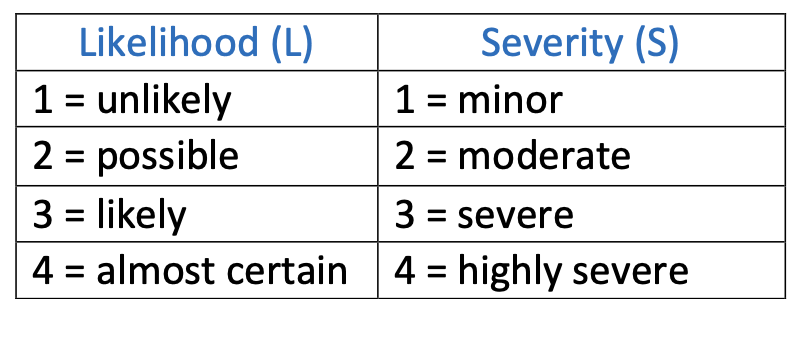 Likelihood (L) Severity (S)
1 = unlikely 1 = minor
2 = possible 2 = moderate
3 = likely 3 = severe
4 = almost certain 4 = highly severe